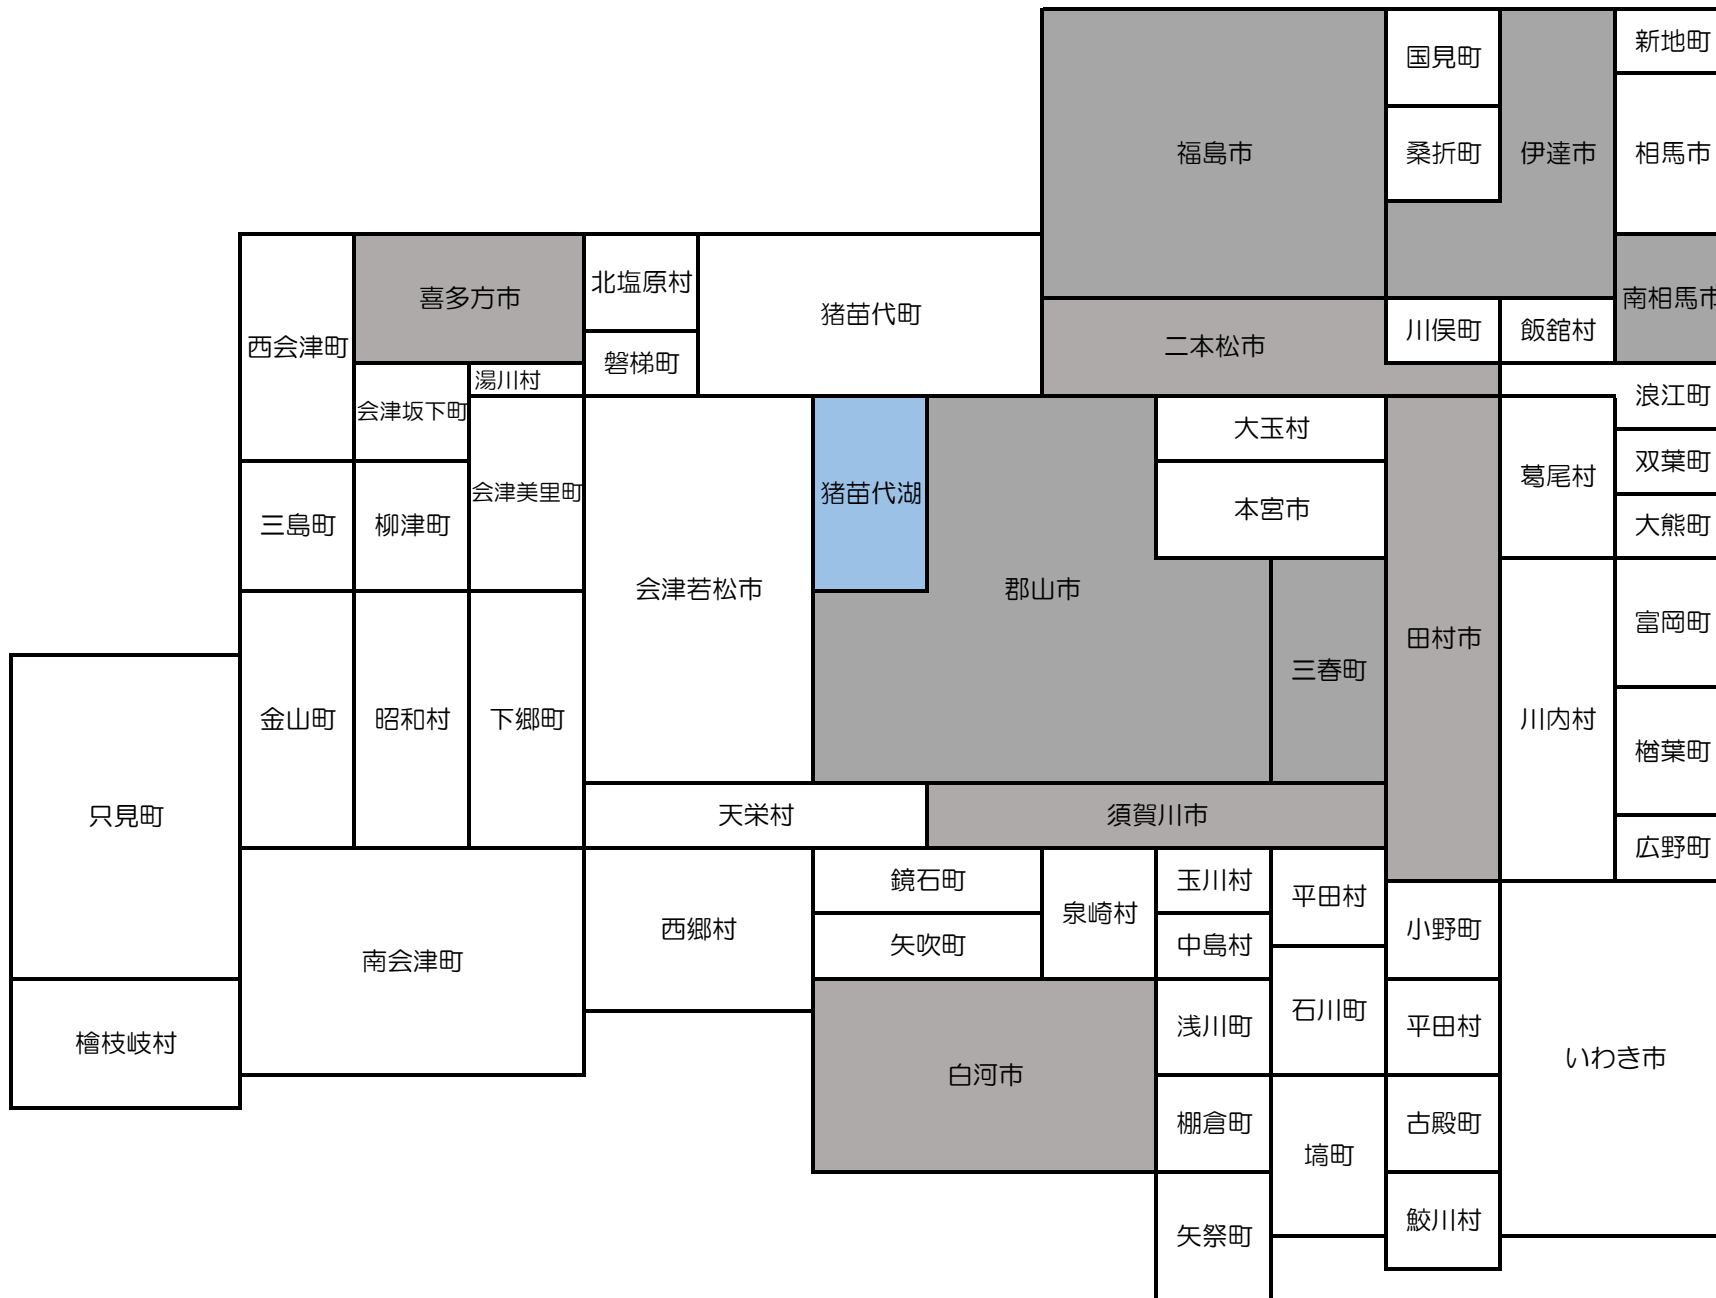 新地町
国見町
福島市
桑折町
伊達市
相馬市
北塩原村
喜多方市
南相馬市
猪苗代町
川俣町
飯舘村
西会津町
二本松市
磐梯町
湯川村
浪江町
会津坂下町
大玉村
双葉町
葛尾村
会津美里町
猪苗代湖
本宮市
三島町
柳津町
大熊町
会津若松市
郡山市
富岡町
田村市
三春町
金山町
昭和村
下郷町
川内村
楢葉町
只見町
天栄村
須賀川市
広野町
鏡石町
玉川村
平田村
泉崎村
西郷村
小野町
矢吹町
中島村
南会津町
石川町
浅川町
平田村
檜枝岐村
いわき市
白河市
棚倉町
古殿町
塙町
鮫川村
矢祭町